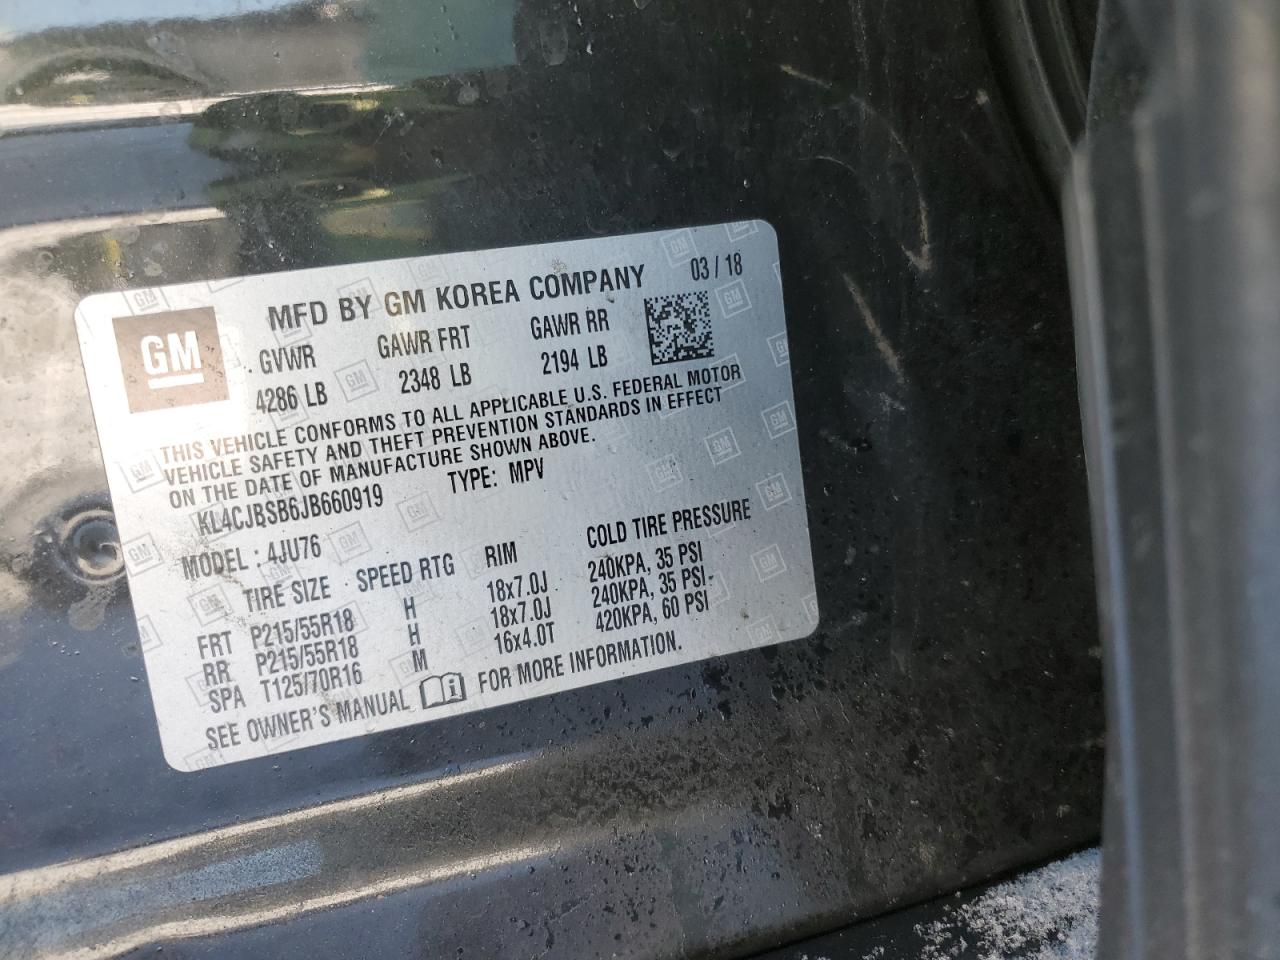 MFD BY GM KOREA COMPANY 03 / 18
GM
GVWR GAWR FRT GAWR RR
4286 LB 2348 LB 2194 LB
THIS VEHICLE CONFORMS TO ALL APPLICABLE U.S. FEDERAL MOTOR
VEHICLE SAFETY AND THEFT PREVENTION STANDARDS IN EFFECT
ON THE DATE OF MANUFACTURE SHOWN ABOVE.
KL4CJBSB6JB660919 TYPE: MPV
MODEL: 4JU76
TIRE SIZE SPEED RTG RIM COLD TIRE PRESSURE
FRT P215/55R18 H 18x7.0J 240KPA, 35 PSI
RR P215/55R18 H 18x7.0J 240KPA, 35 PSI
SPA T125/70R16 M 16x4.0T 420KPA, 60 PSI
SEE OWNER'S MANUAL FOR MORE INFORMATION.